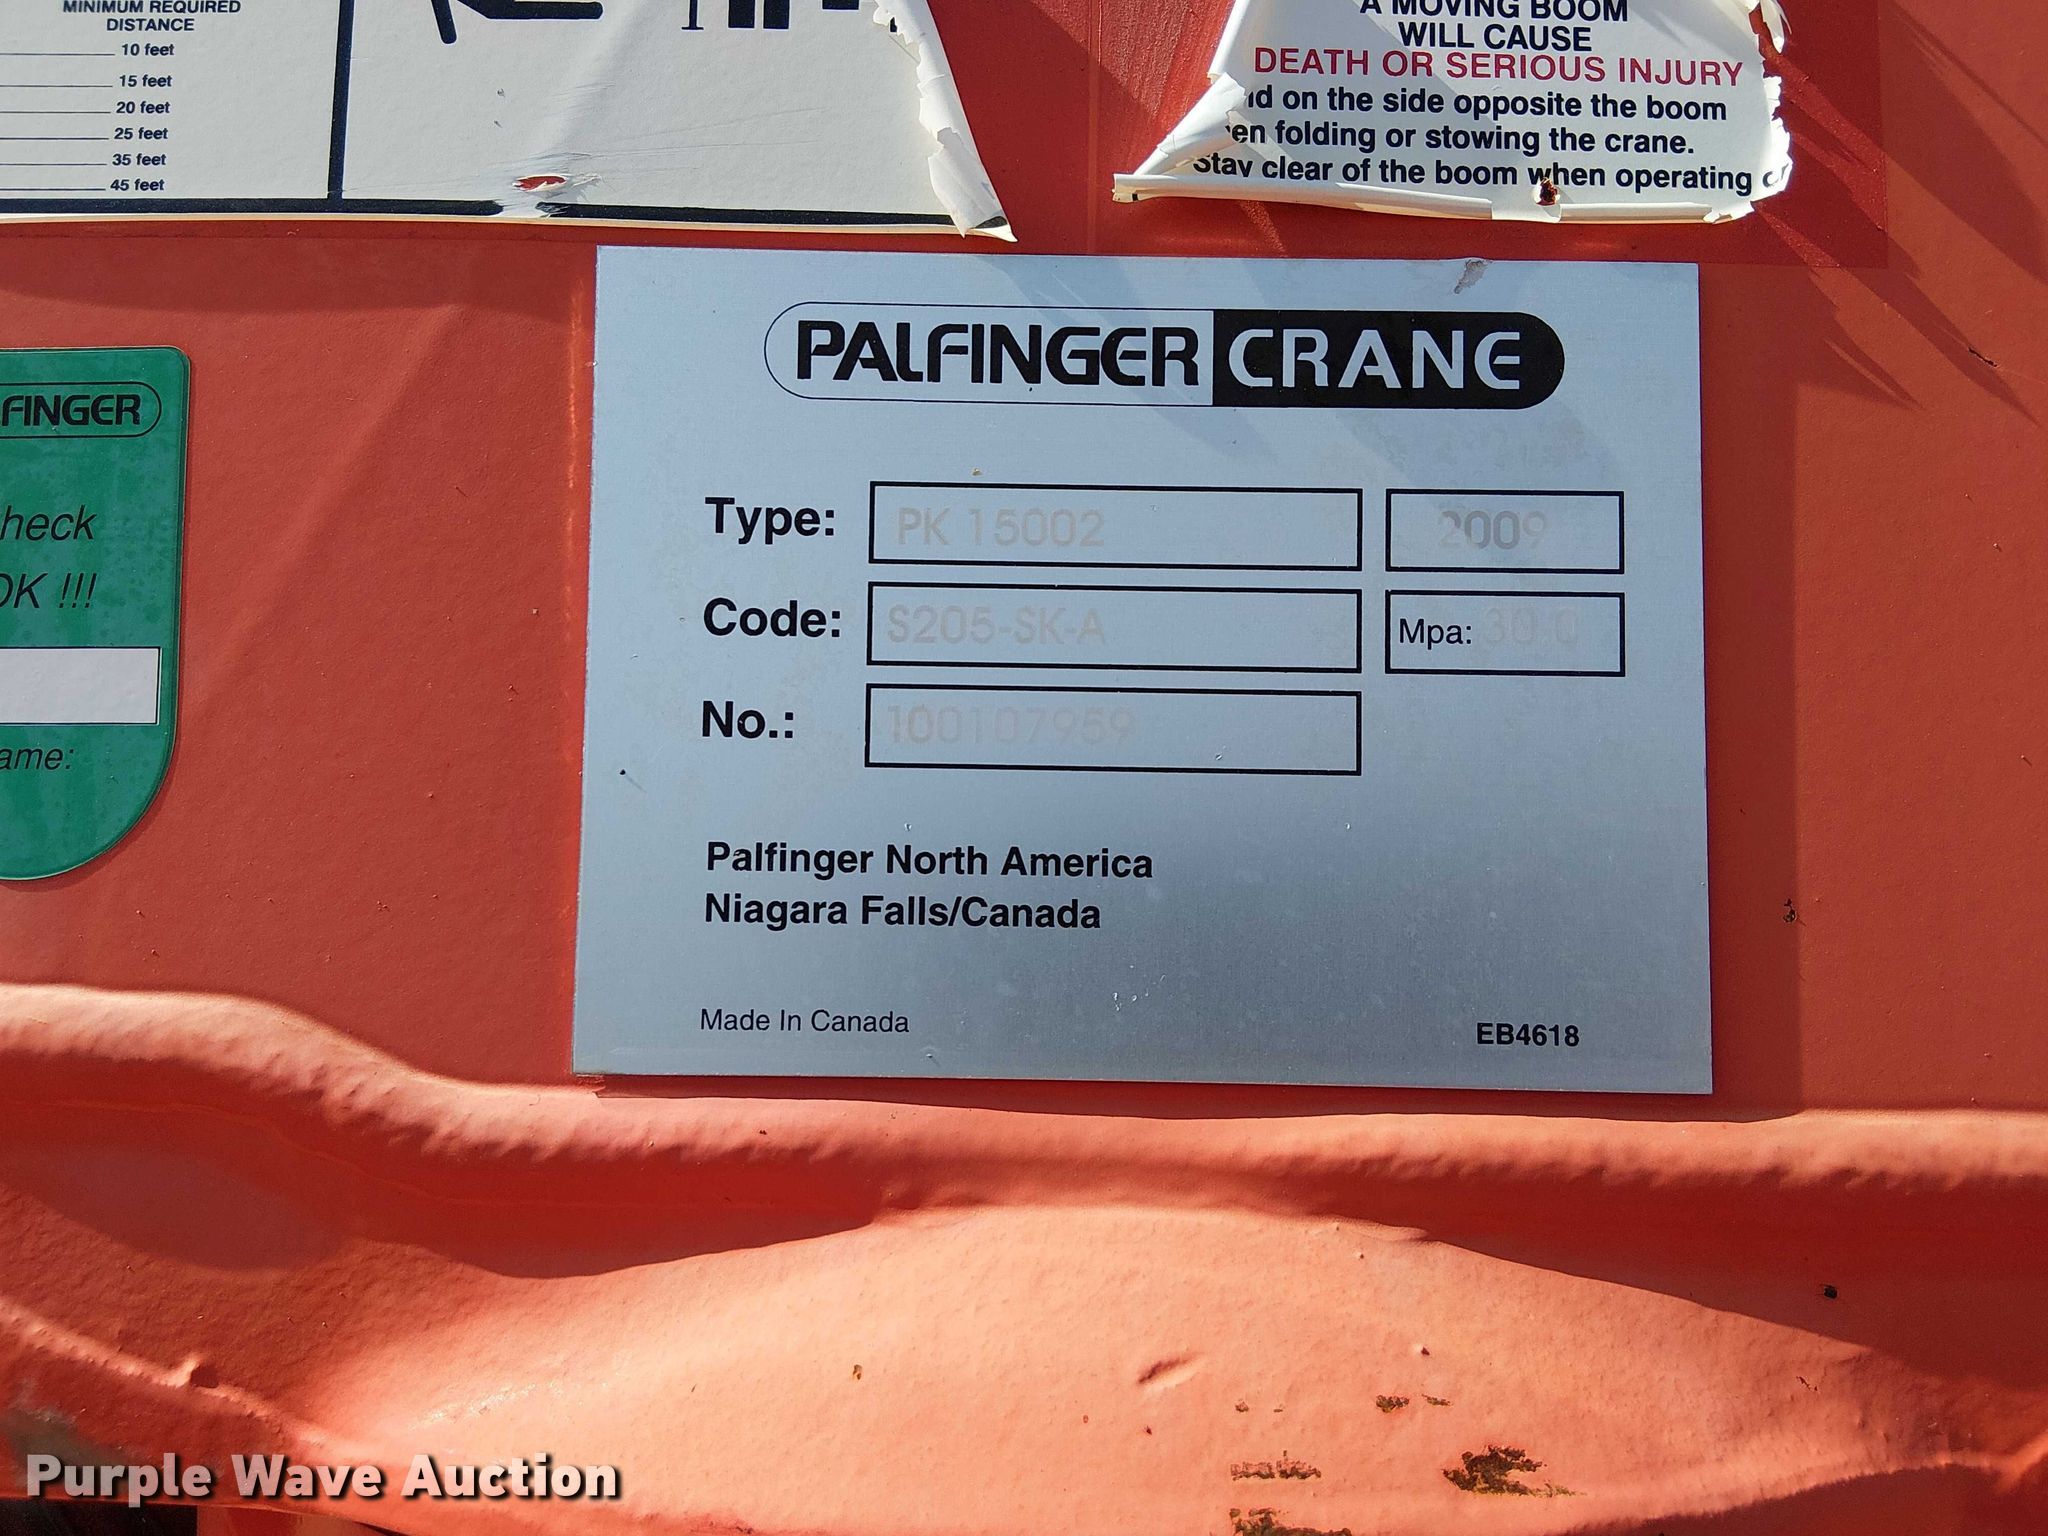 MINIMUM REQUIRED
DISTANCE
10 feet
15 feet
20 feet
25 feet
35 feet
45 feet
A MOVING BOOM
WILL CAUSE
DEATH OR SERIOUS INJURY
on the side opposite the boom
folding or stowing the crane.
Stay clear of the boom when operating
FINGER
heck
OK !!!
ame:
PALFINGER CRANE
Type: PK 15002 2009
Code: S205-SK-A Mpa:
No.: 100107959
Palfinger North America
Niagara Falls/Canada
Made In Canada
EB4618
Purple Wave Auction